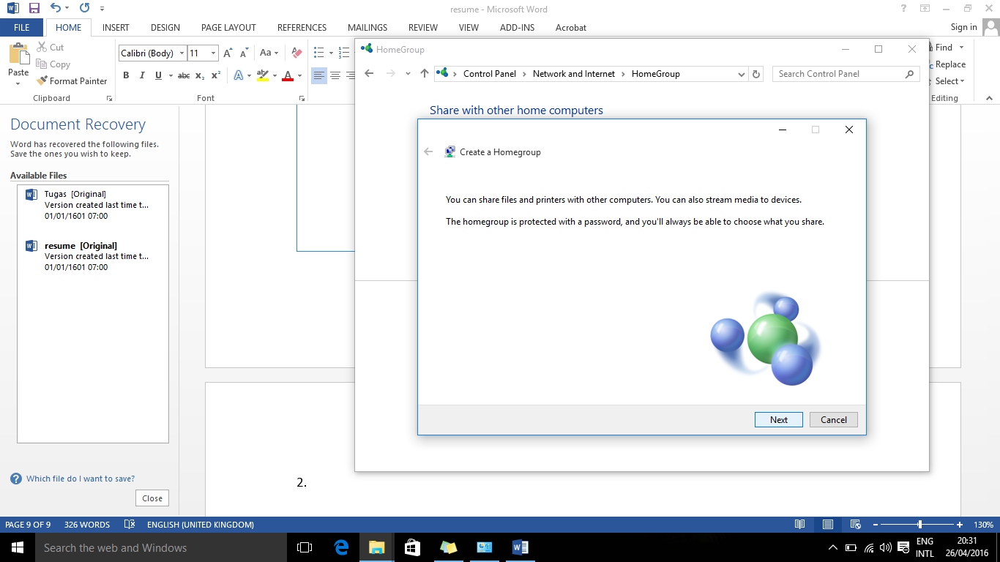 resume - Microsoft Word
FILE HOME INSERT DESIGN PAGE LAYOUT REFERENCES MAILINGS REVIEW VIEW ADD-INS Acrobat Sign in
Paste
Cut
Copy
Format Painter
Clipboard
Calibri (Body) 11
Font
Find
Replace
Select
Editing
HomeGroup
Control Panel Network and Internet HomeGroup
Search Control Panel
Share with other home computers
Create a Homegroup
You can share files and printers with other computers. You can also stream media to devices.
The homegroup is protected with a password, and you'll always be able to choose what you share.
Next Cancel
Document Recovery
Word has recovered the following files.
Save the ones you wish to keep.
Available Files
Tugas [Original]
Version created last time t...
01/01/1601 07:00
resume [Original]
Version created last time t...
01/01/1601 07:00
Which file do I want to save?
Close
2.
PAGE 9 OF 9 326 WORDS ENGLISH (UNITED KINGDOM) 130%
Search the web and Windows
ENG
INTL
20:31
26/04/2016